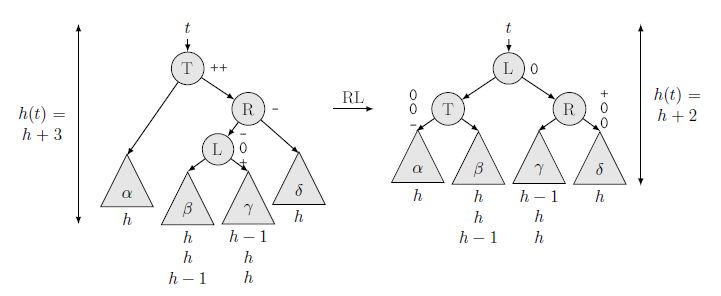 t
T ++
R -
L
-
0
+
h(t) =
h + 3
α
β
γ
δ
h
h
h
h − 1
h − 1
h
h
h
RL
t
L 0
T
0
0
-
R
+
0
0
h(t) =
h + 2
α
β
γ
δ
h
h
h
h − 1
h − 1
h
h
h